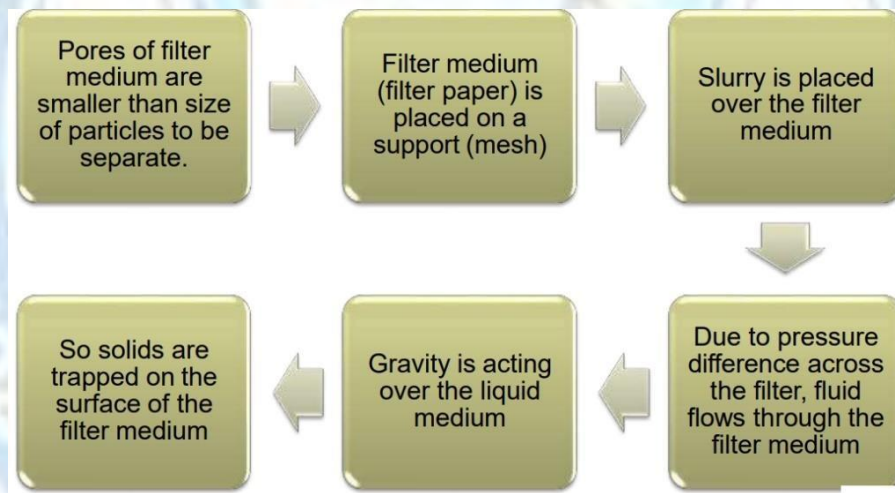 Pores of filter
medium are
smaller than size
of particles to be
separate.
Filter medium
(filter paper) is
placed on a
support (mesh)
Slurry is placed
over the filter
medium
Due to pressure
difference across
the filter, fluid
flows through the
filter medium
Gravity is acting
over the liquid
medium
So solids are
trapped on the
surface of the
filter medium